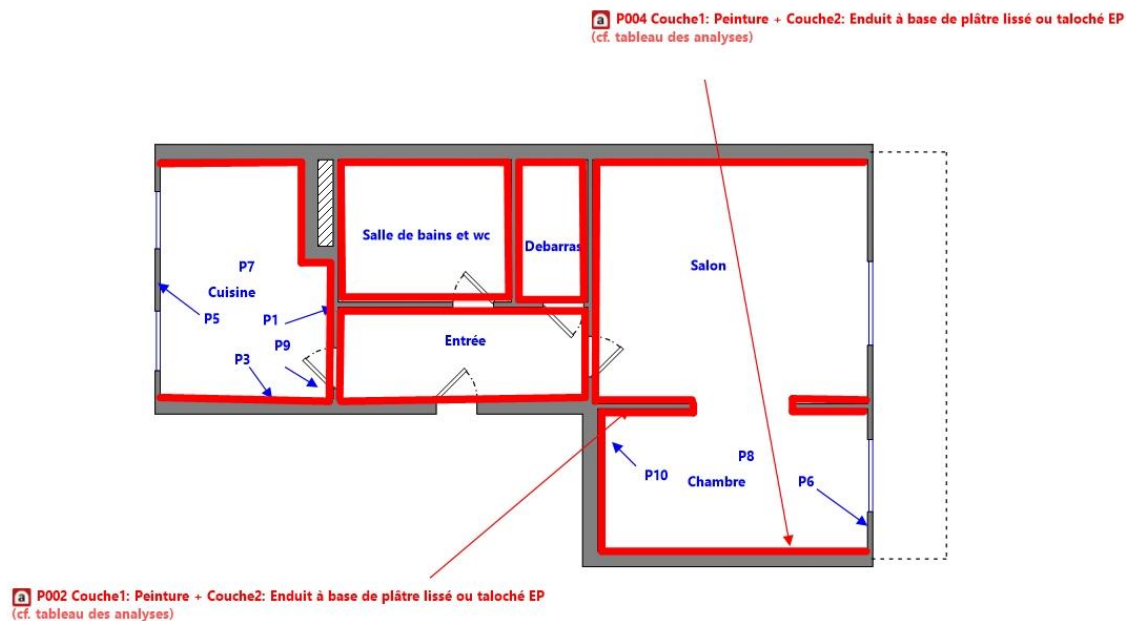 a P004 Couche1: Peinture + Couche2: Enduit à base de plâtre lissé ou taloché EP
(cf. tableau des analyses)
Salle de bains et wc
Debarras
Salon
P7
Cuisine
P5
P1
P9
P3
Entrée
P8
P10
Chambre
P6
a P002 Couche1: Peinture + Couche2: Enduit à base de plâtre lissé ou taloché EP
(cf. tableau des analyses)